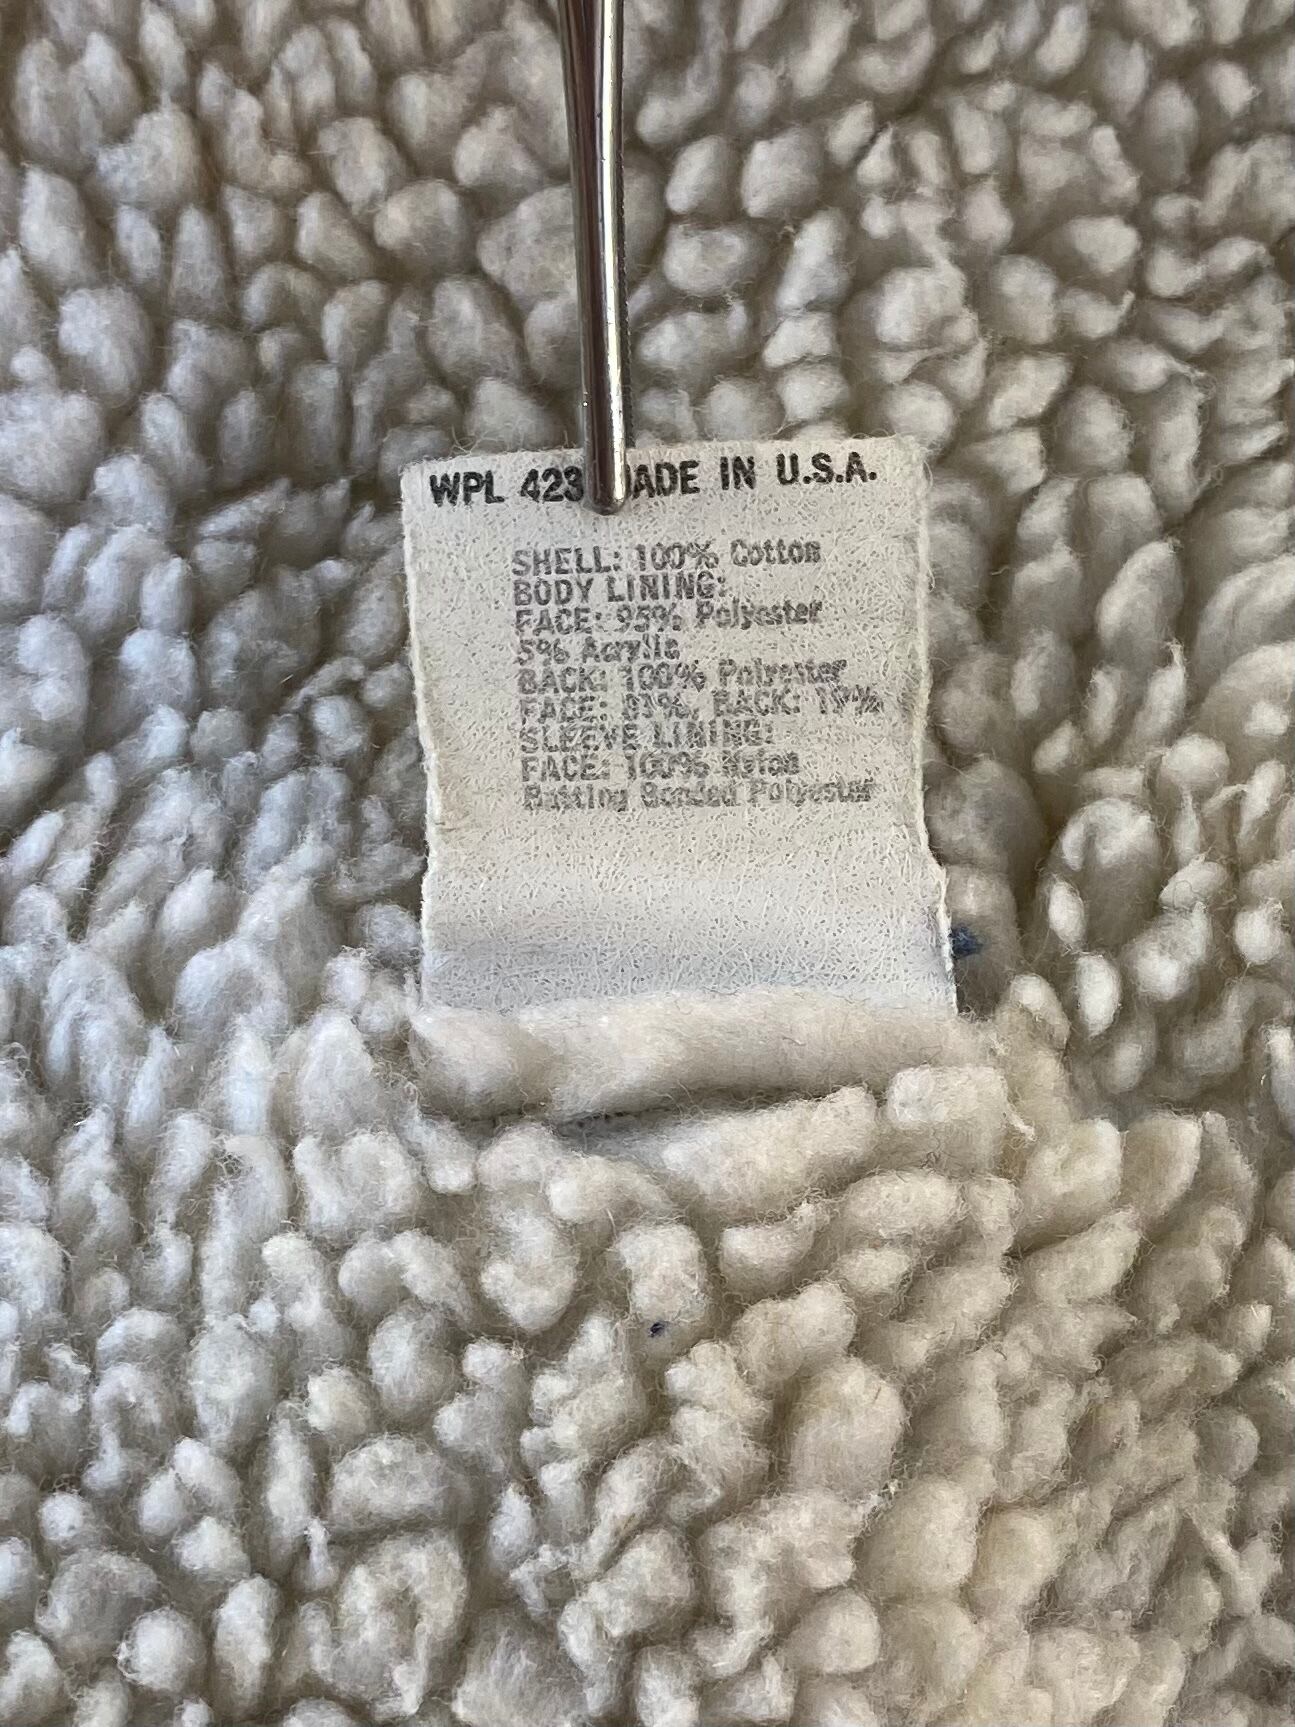 WPL 423 ADE IN U.S.A.
SHELL: 100% Cotton
BODY LINING:
FACE: 95% Polyester
5% Acrylic
BACK: 100% Polyester
FACE: 81%, BACK: 19%
SLEEVE LINING:
FACE: 100% Nylon
Batting Bonded Polyester